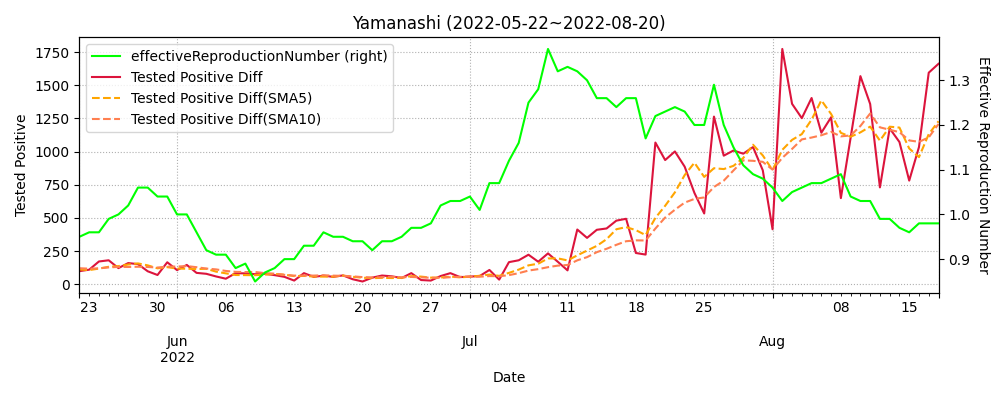 Yamanashi (2022-05-22~2022-08-20)
effectiveReproductionNumber (right)
Tested Positive Diff
Tested Positive Diff(SMA5)
Tested Positive Diff(SMA10)
Tested Positive
1750
1500
1250
1000
750
500
250
0
Effective Reproduction Number
1.3
1.2
1.1
1.0
0.9
23 30 06 13 20 27 04 11 18 25 08 15
Jun Jul Aug
2022
Date